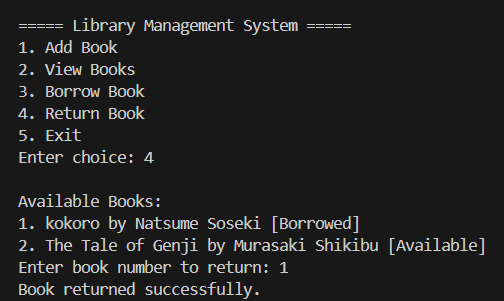 ===== Library Management System =====
1. Add Book
2. View Books
3. Borrow Book
4. Return Book
5. Exit
Enter choice: 4
Available Books:
1. kokoro by Natsume Soseki [Borrowed]
2. The Tale of Genji by Murasaki Shikibu [Available]
Enter book number to return: 1
Book returned successfully.